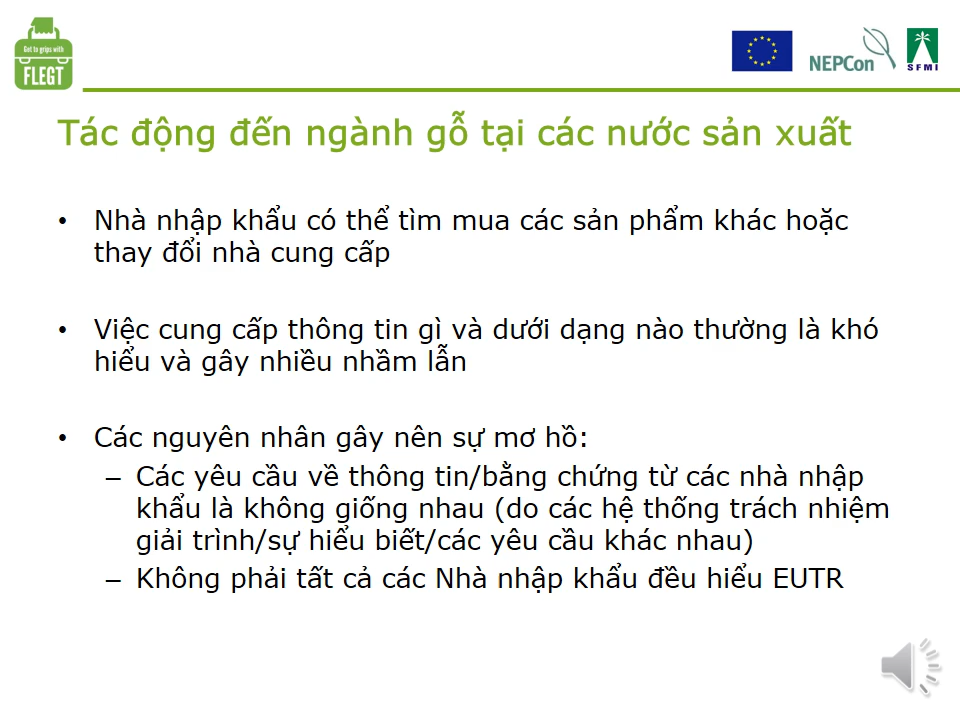 Get to grips with
FLEGT
NEPCon
SFMI
Tác động đến ngành gỗ tại các nước sản xuất
• Nhà nhập khẩu có thể tìm mua các sản phẩm khác hoặc
thay đổi nhà cung cấp
• Việc cung cấp thông tin gì và dưới dạng nào thường là khó
hiểu và gây nhiều nhầm lẫn
• Các nguyên nhân gây nên sự mơ hồ:
– Các yêu cầu về thông tin/bằng chứng từ các nhà nhập
khẩu là không giống nhau (do các hệ thống trách nhiệm
giải trình/sự hiểu biết/các yêu cầu khác nhau)
– Không phải tất cả các Nhà nhập khẩu đều hiểu EUTR